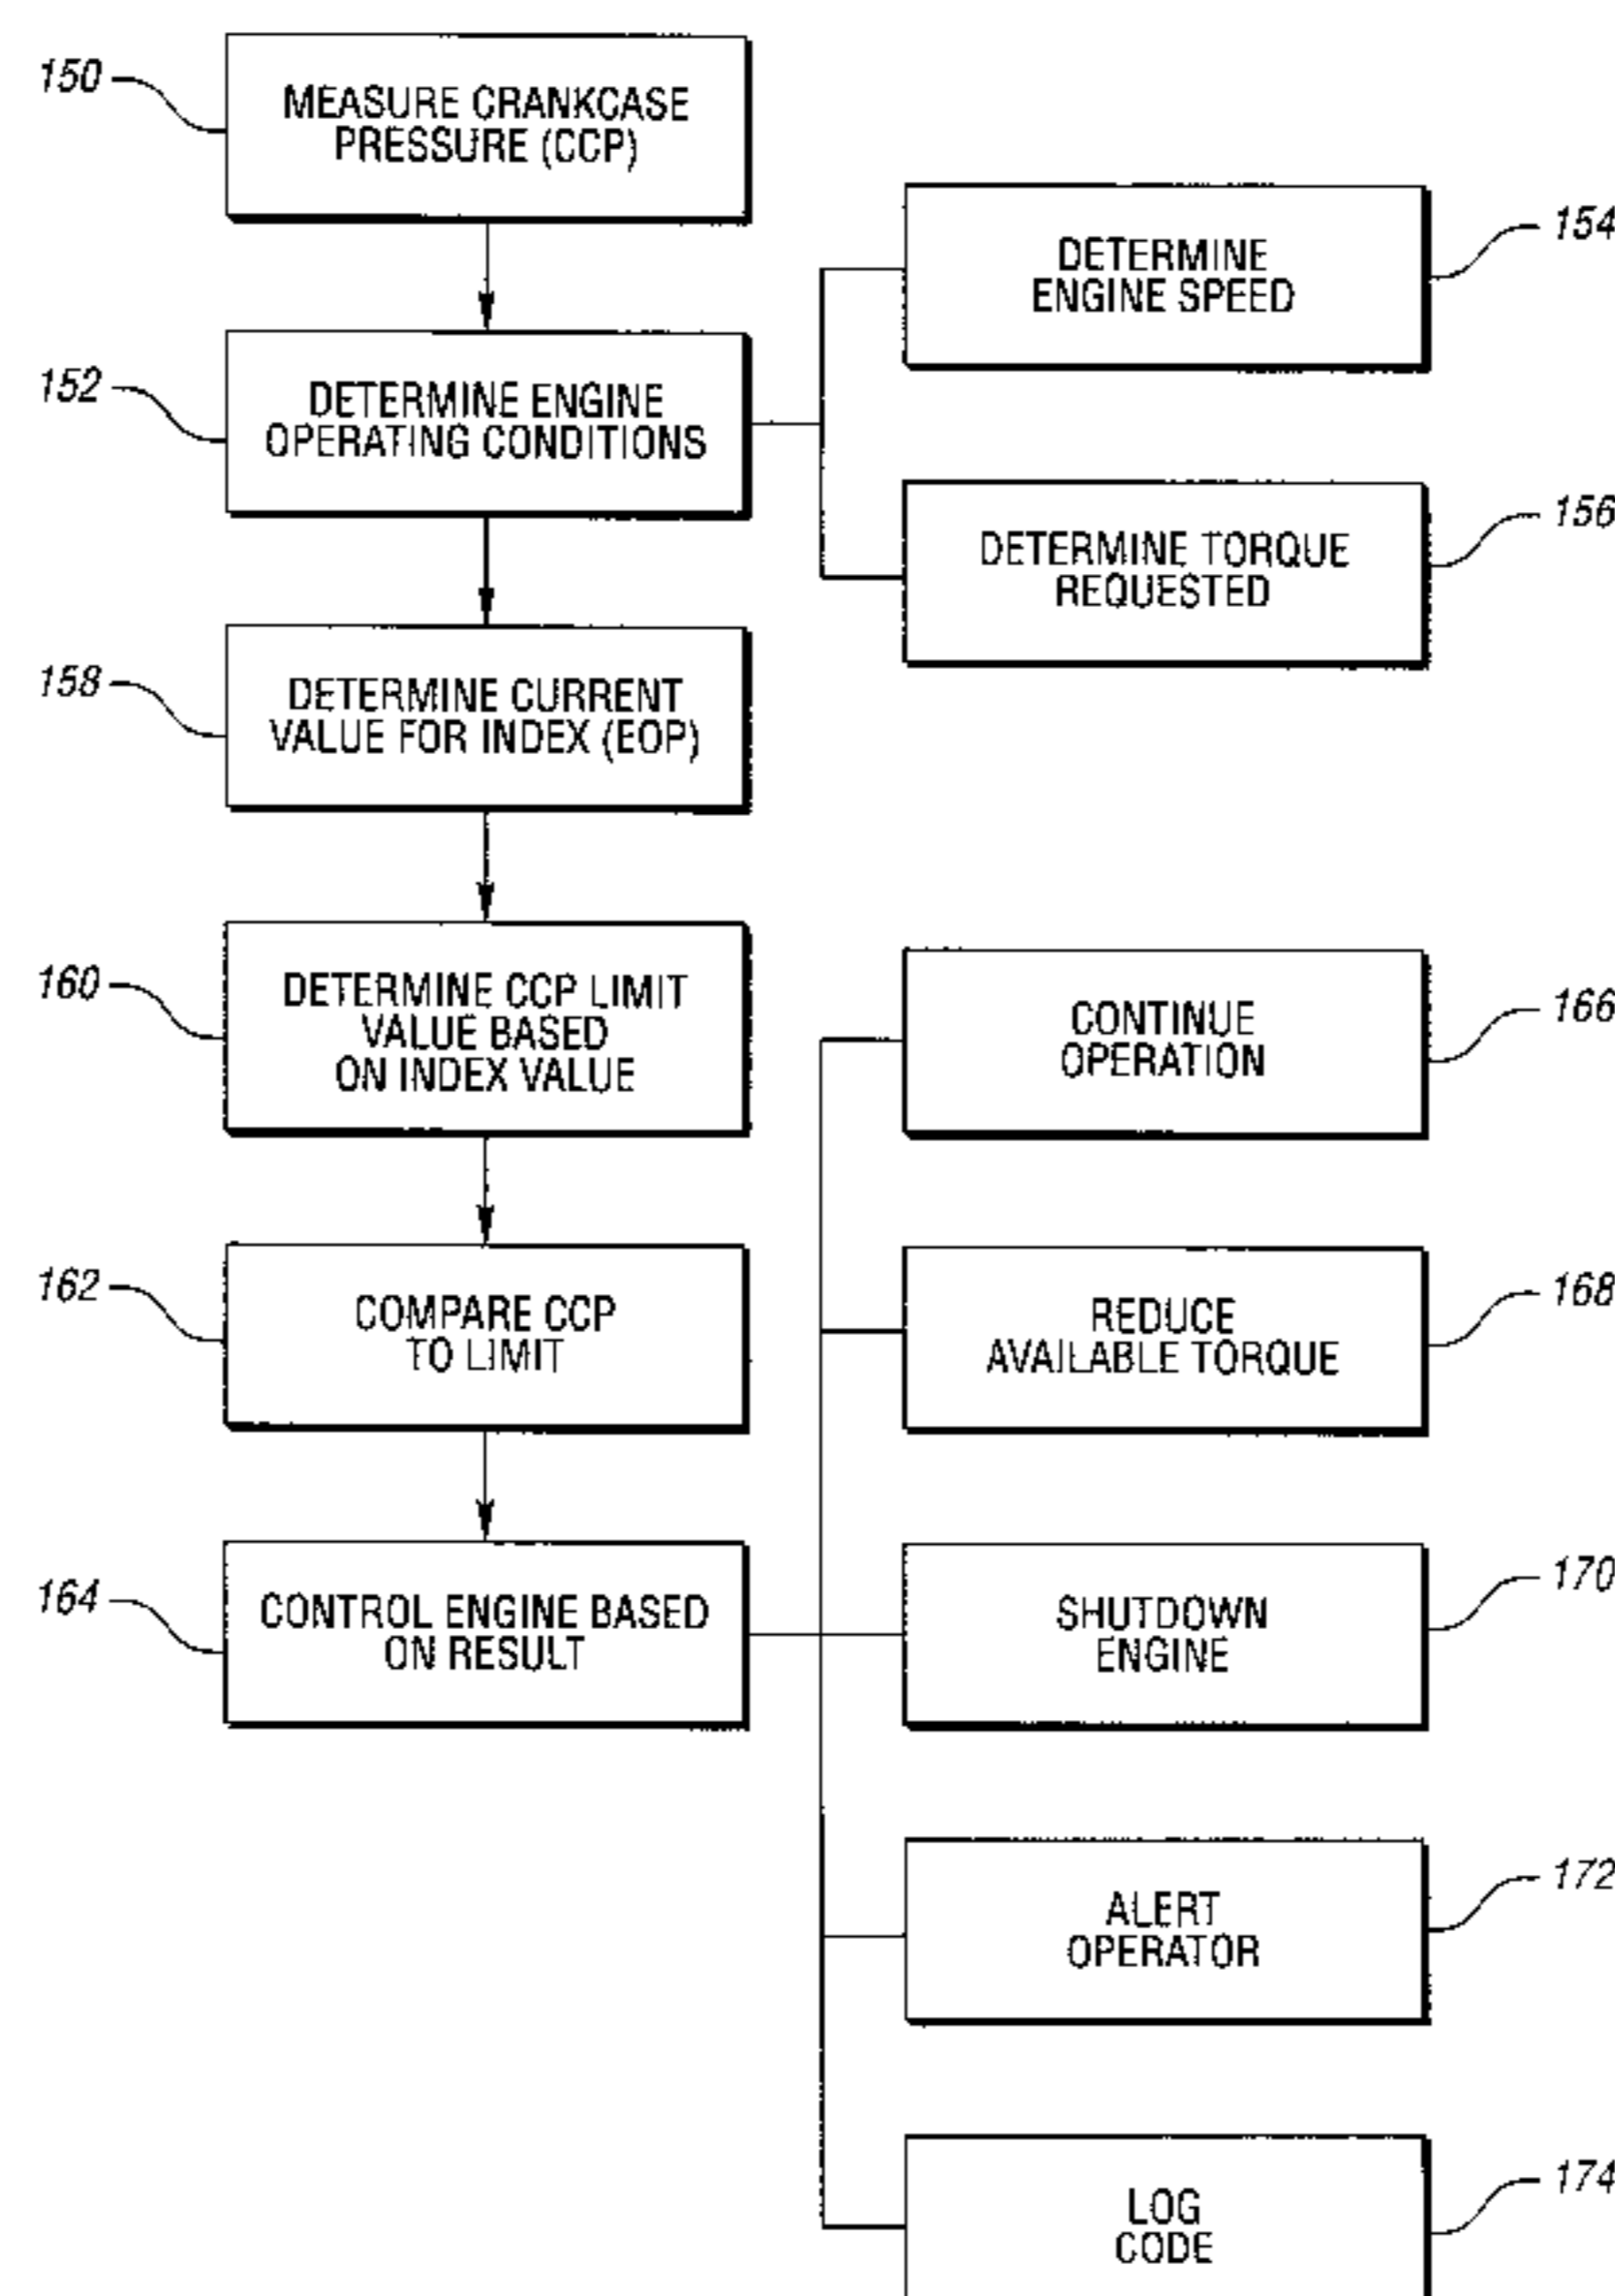 150
MEASURE CRANKCASE
PRESSURE (CCP)
154
DETERMINE
ENGINE SPEED
152
DETERMINE ENGINE
OPERATING CONDITIONS
156
DETERMINE TORQUE
REQUESTED
158
DETERMINE CURRENT
VALUE FOR INDEX (EOP)
160
DETERMINE CCP LIMIT
VALUE BASED
ON INDEX VALUE
166
CONTINUE
OPERATION
162
COMPARE CCP
TO LIMIT
168
REDUCE
AVAILABLE TORQUE
164
CONTROL ENGINE BASED
ON RESULT
170
SHUTDOWN
ENGINE
172
ALERT
OPERATOR
174
LOG
CODE